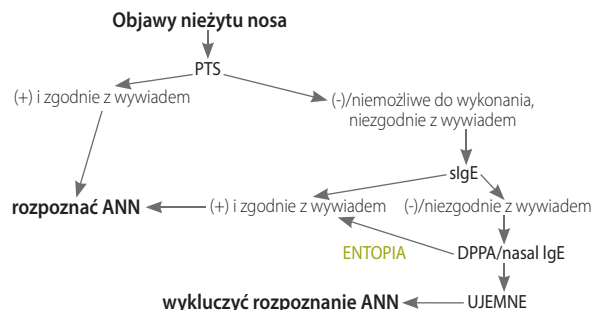 Objawy nieżytu nosa
PTS
(+) i zgodnie z wywiadem
(-)/niemożliwe do wykonania,
niezgodnie z wywiadem
sIgE
rozpoznać ANN
(+) i zgodnie z wywiadem
(-)/niezgodnie z wywiadem
ENTOPIA
DPPA/nasal IgE
wykluczyć rozpoznanie ANN
UJEMNE